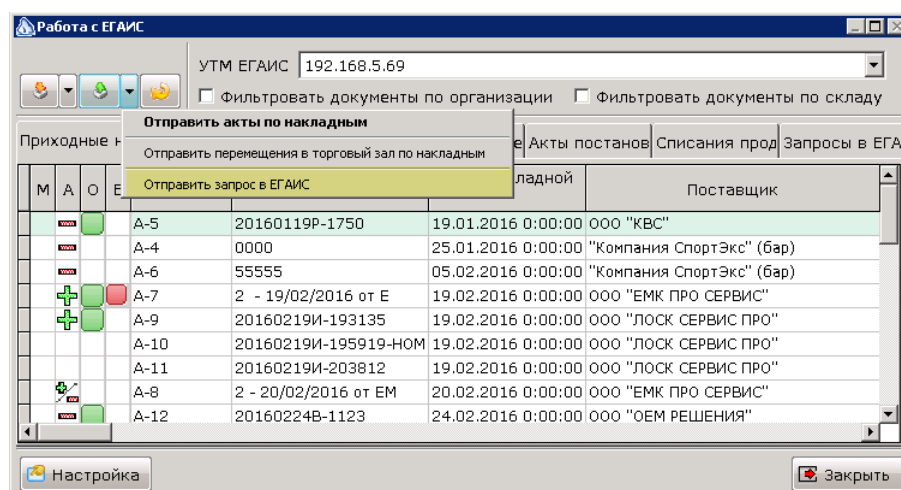 Работа с ЕГАИС
УТМ ЕГАИС 192.168.5.69
Фильтровать документы по организации Фильтровать документы по складу
Отправить акты по накладным
Отправить перемещения в торговый зал по накладным
Отправить запрос в ЕГАИС
Приходные Акты постанов Списания прод Запросы в ЕГА
М А О Е Поставщик
А-5 20160119Р-1750 19.01.2016 0:00:00 ООО "КВС"
А-4 0000 25.01.2016 0:00:00 "Компания СпортЭкс" (бар)
А-6 55555 05.02.2016 0:00:00 "Компания СпортЭкс" (бар)
А-7 2 - 19/02/2016 от Е 19.02.2016 0:00:00 ООО "ЕМК ПРО СЕРВИС"
А-9 20160219И-193135 19.02.2016 0:00:00 ООО "ЛОСК СЕРВИС ПРО"
А-10 20160219И-195919-НОМ 19.02.2016 0:00:00 ООО "ЛОСК СЕРВИС ПРО"
А-11 20160219И-203812 19.02.2016 0:00:00 ООО "ЛОСК СЕРВИС ПРО"
А-8 2 - 20/02/2016 от ЕМ 20.02.2016 0:00:00 ООО "ЕМК ПРО СЕРВИС"
А-12 20160224В-1123 24.02.2016 0:00:00 ООО "ОЕМ РЕШЕНИЯ"
Настройка Закрыть